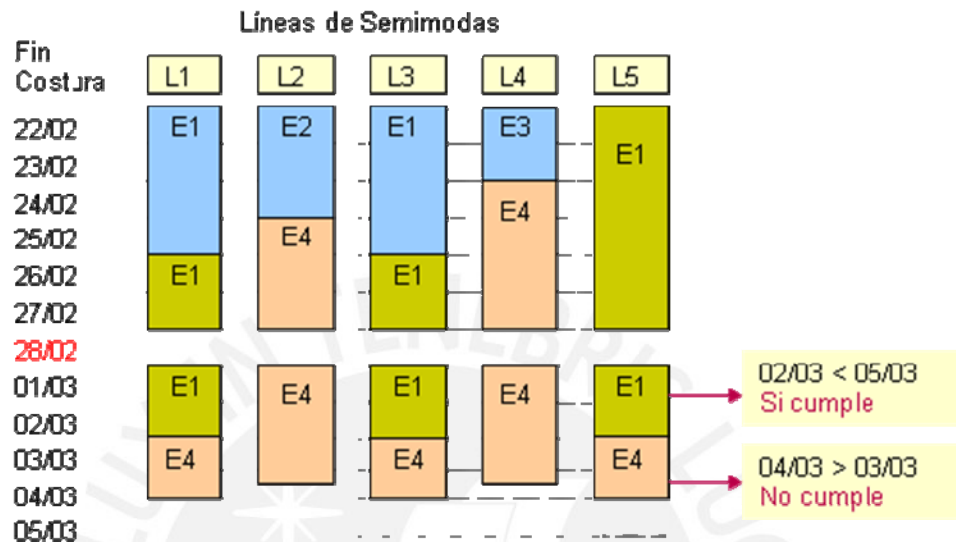 Líneas de Semimodas
Fin
Costura
L1 L2 L3 L4 L5
22/02 E1 E2 E1 E3
23/02 E1
24/02 E4
25/02 E4
26/02 E1 E1
27/02
28/02
01/03 E1 E4 E1 E4 E1
02/03
03/03 E4 E4 E4
04/03
05/03
02/03 < 05/03
Si cumple
04/03 > 03/03
No cumple